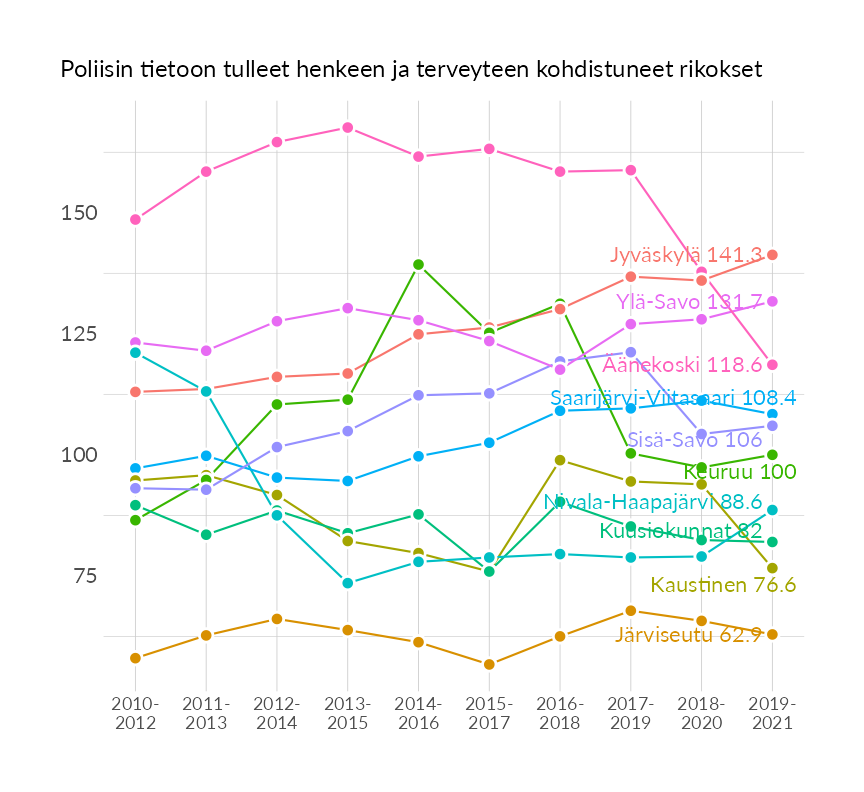 Poliisin tietoon tulleet henkeen ja terveyteen kohdistuneet rikokset
150
125
100
75
Jyväskylä 141.3
Ylä-Savo 131.7
Äänekoski 118.6
Saarijärvi-Viitasaari 108.4
Sisä-Savo 106
Keuruu 100
Nivala-Haapajärvi 88.6
Kuusiokunnat 82
Kaustinen 76.6
Järviseutu 62.9
2010- 2011- 2012- 2013- 2014- 2015- 2016- 2017- 2018- 2019-
2012 2013 2014 2015 2016 2017 2018 2019 2020 2021